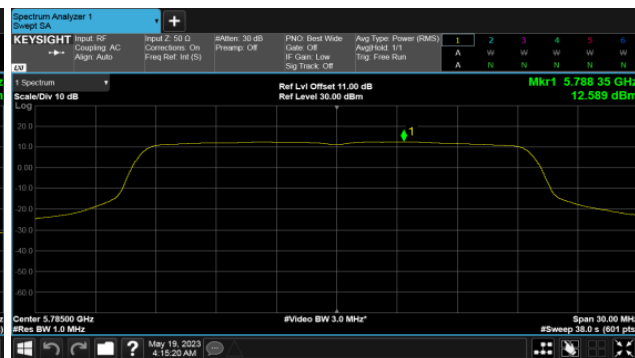 Spectrum Analyzer 1
Swept SA
+
KEYSIGHT Input: RF Input Z: 50 Ω #Atten: 30 dB PNO: Best Wide Avg Type: Power (RMS) 1 2 3 4 5 6
Coupling: AC Corrections: On Preamp: Off Gate: Off Avg|Hold: 1/1 A W W W W W
Align: Auto Freq Ref: Int (S) IF Gain: Low Trig: Free Run A N N N N N
Sig Track: Off
LXI
1 Spectrum Ref Lvl Offset 11.00 dB Mkr1 5.788 35 GHz
Scale/Div 10 dB Ref Level 30.00 dBm 12.589 dBm
Log
20.0
1
10.0
0.00
-10.0
-20.0
-30.0
-40.0
-50.0
-60.0
Center 5.78500 GHz #Video BW 3.0 MHz* Span 30.00 MHz
#Res BW 1.0 MHz #Sweep 38.0 s (601 pts)
? May 19, 2023
4:15:20 AM